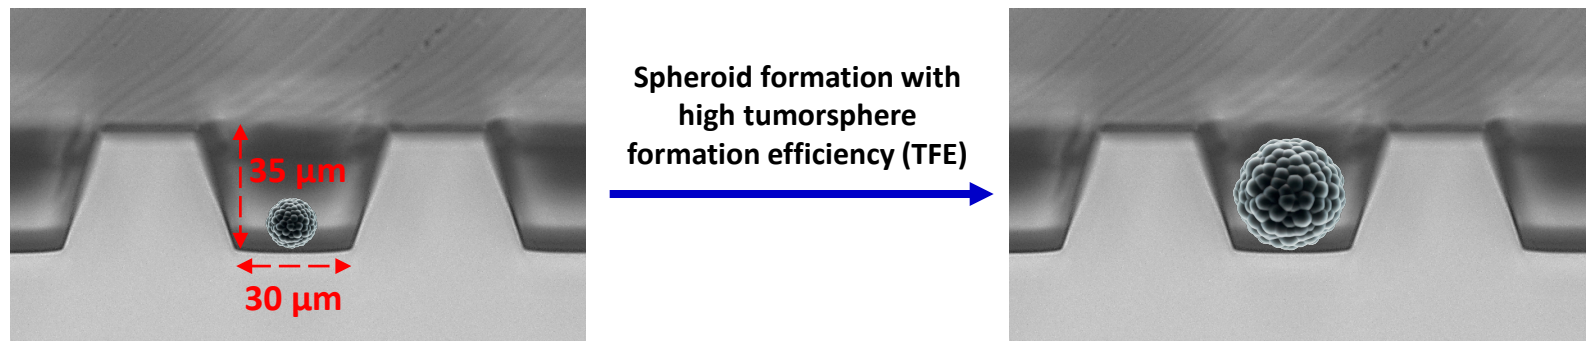 35 μm
30 μm
Spheroid formation with
high tumorsphere
formation efficiency (TFE)